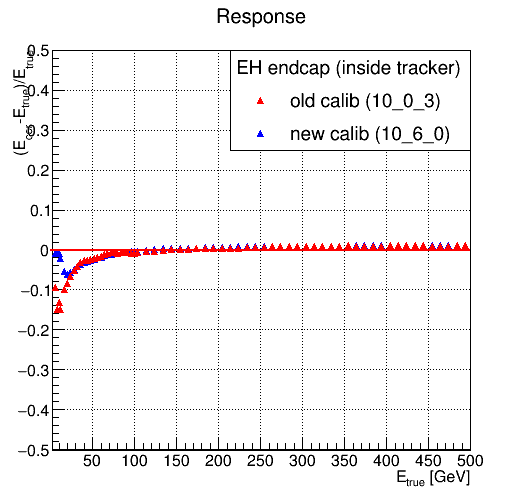 Response
(E_cor-E_true)/E_true
EH endcap (inside tracker)
old calib (10_0_3)
new calib (10_6_0)
0.5
0.4
0.3
0.2
0.1
0
−0.1
−0.2
−0.3
−0.4
−0.5
50 100 150 200 250 300 350 400 450 500
E_true [GeV]